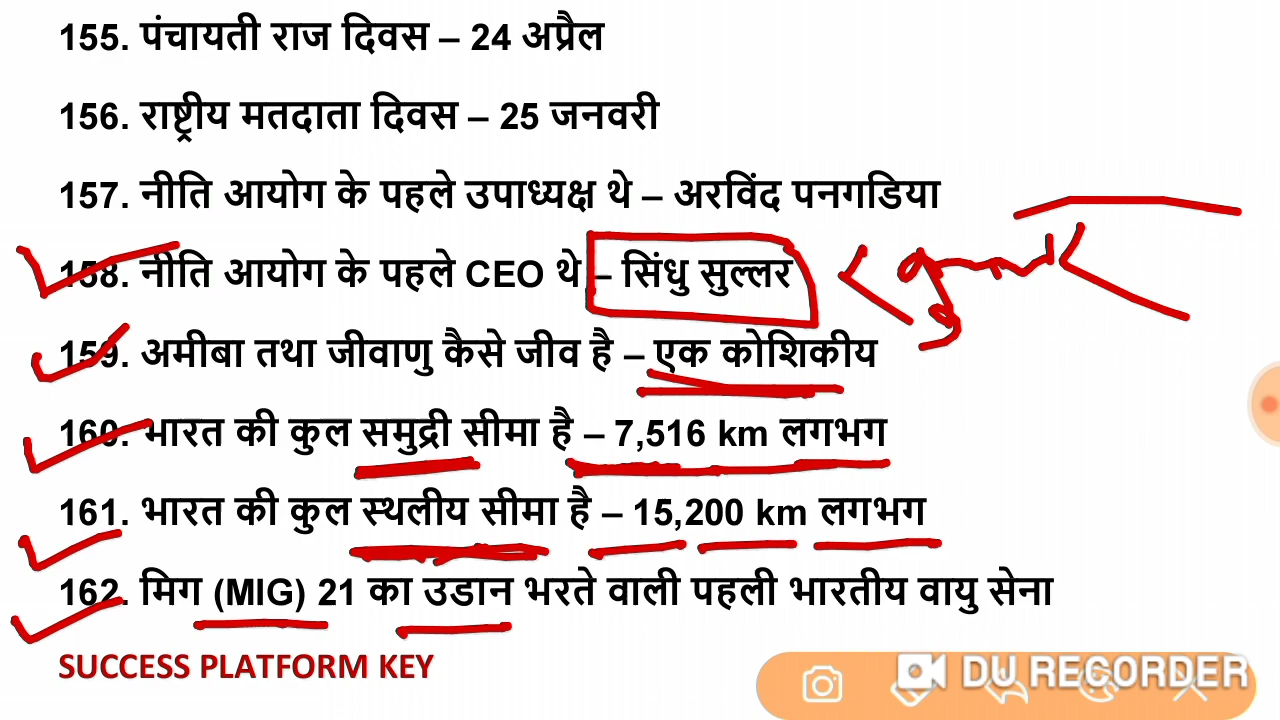 155. पंचायती राज दिवस – 24 अप्रैल
156. राष्ट्रीय मतदाता दिवस – 25 जनवरी
157. नीति आयोग के पहले उपाध्यक्ष थे – अरविंद पनगडिया
158. नीति आयोग के पहले CEO थे – सिंधु सुल्लर
159. अमीबा तथा जीवाणु कैसे जीव है – एक कोशिकीय
160. भारत की कुल समुद्री सीमा है – 7,516 km लगभग
161. भारत की कुल स्थलीय सीमा है – 15,200 km लगभग
162. मिग (MIG) 21 का उडान भरते वाली पहली भारतीय वायु सेना
SUCCESS PLATFORM KEY
DU RECORDER